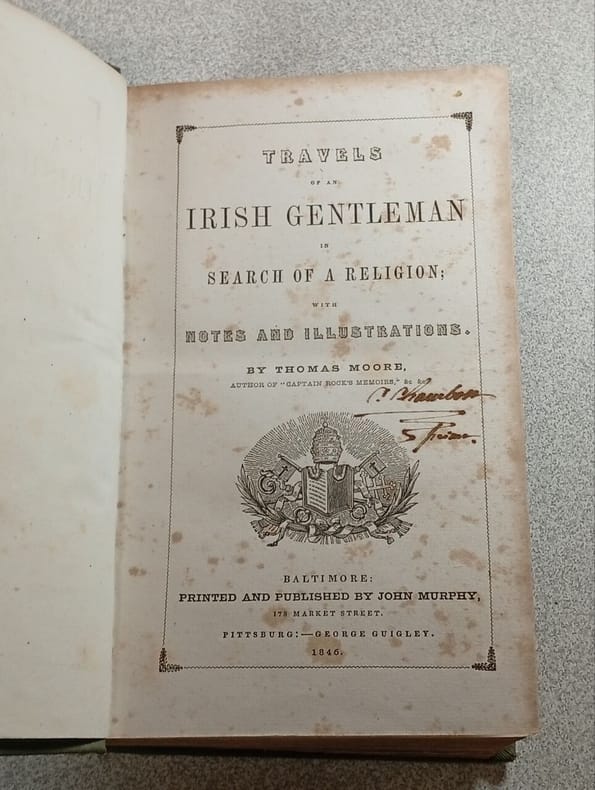 TRAVELS
OF AN
IRISH GENTLEMAN
IN
SEARCH OF A RELIGION;
WITH
NOTES AND ILLUSTRATIONS.
BY THOMAS MOORE,
AUTHOR OF "CAPTAIN ROCK'S MEMOIRS," &c &c
BALTIMORE:
PRINTED AND PUBLISHED BY JOHN MURPHY,
178 MARKET STREET.
PITTSBURG:—GEORGE QUIGLEY.
1846.